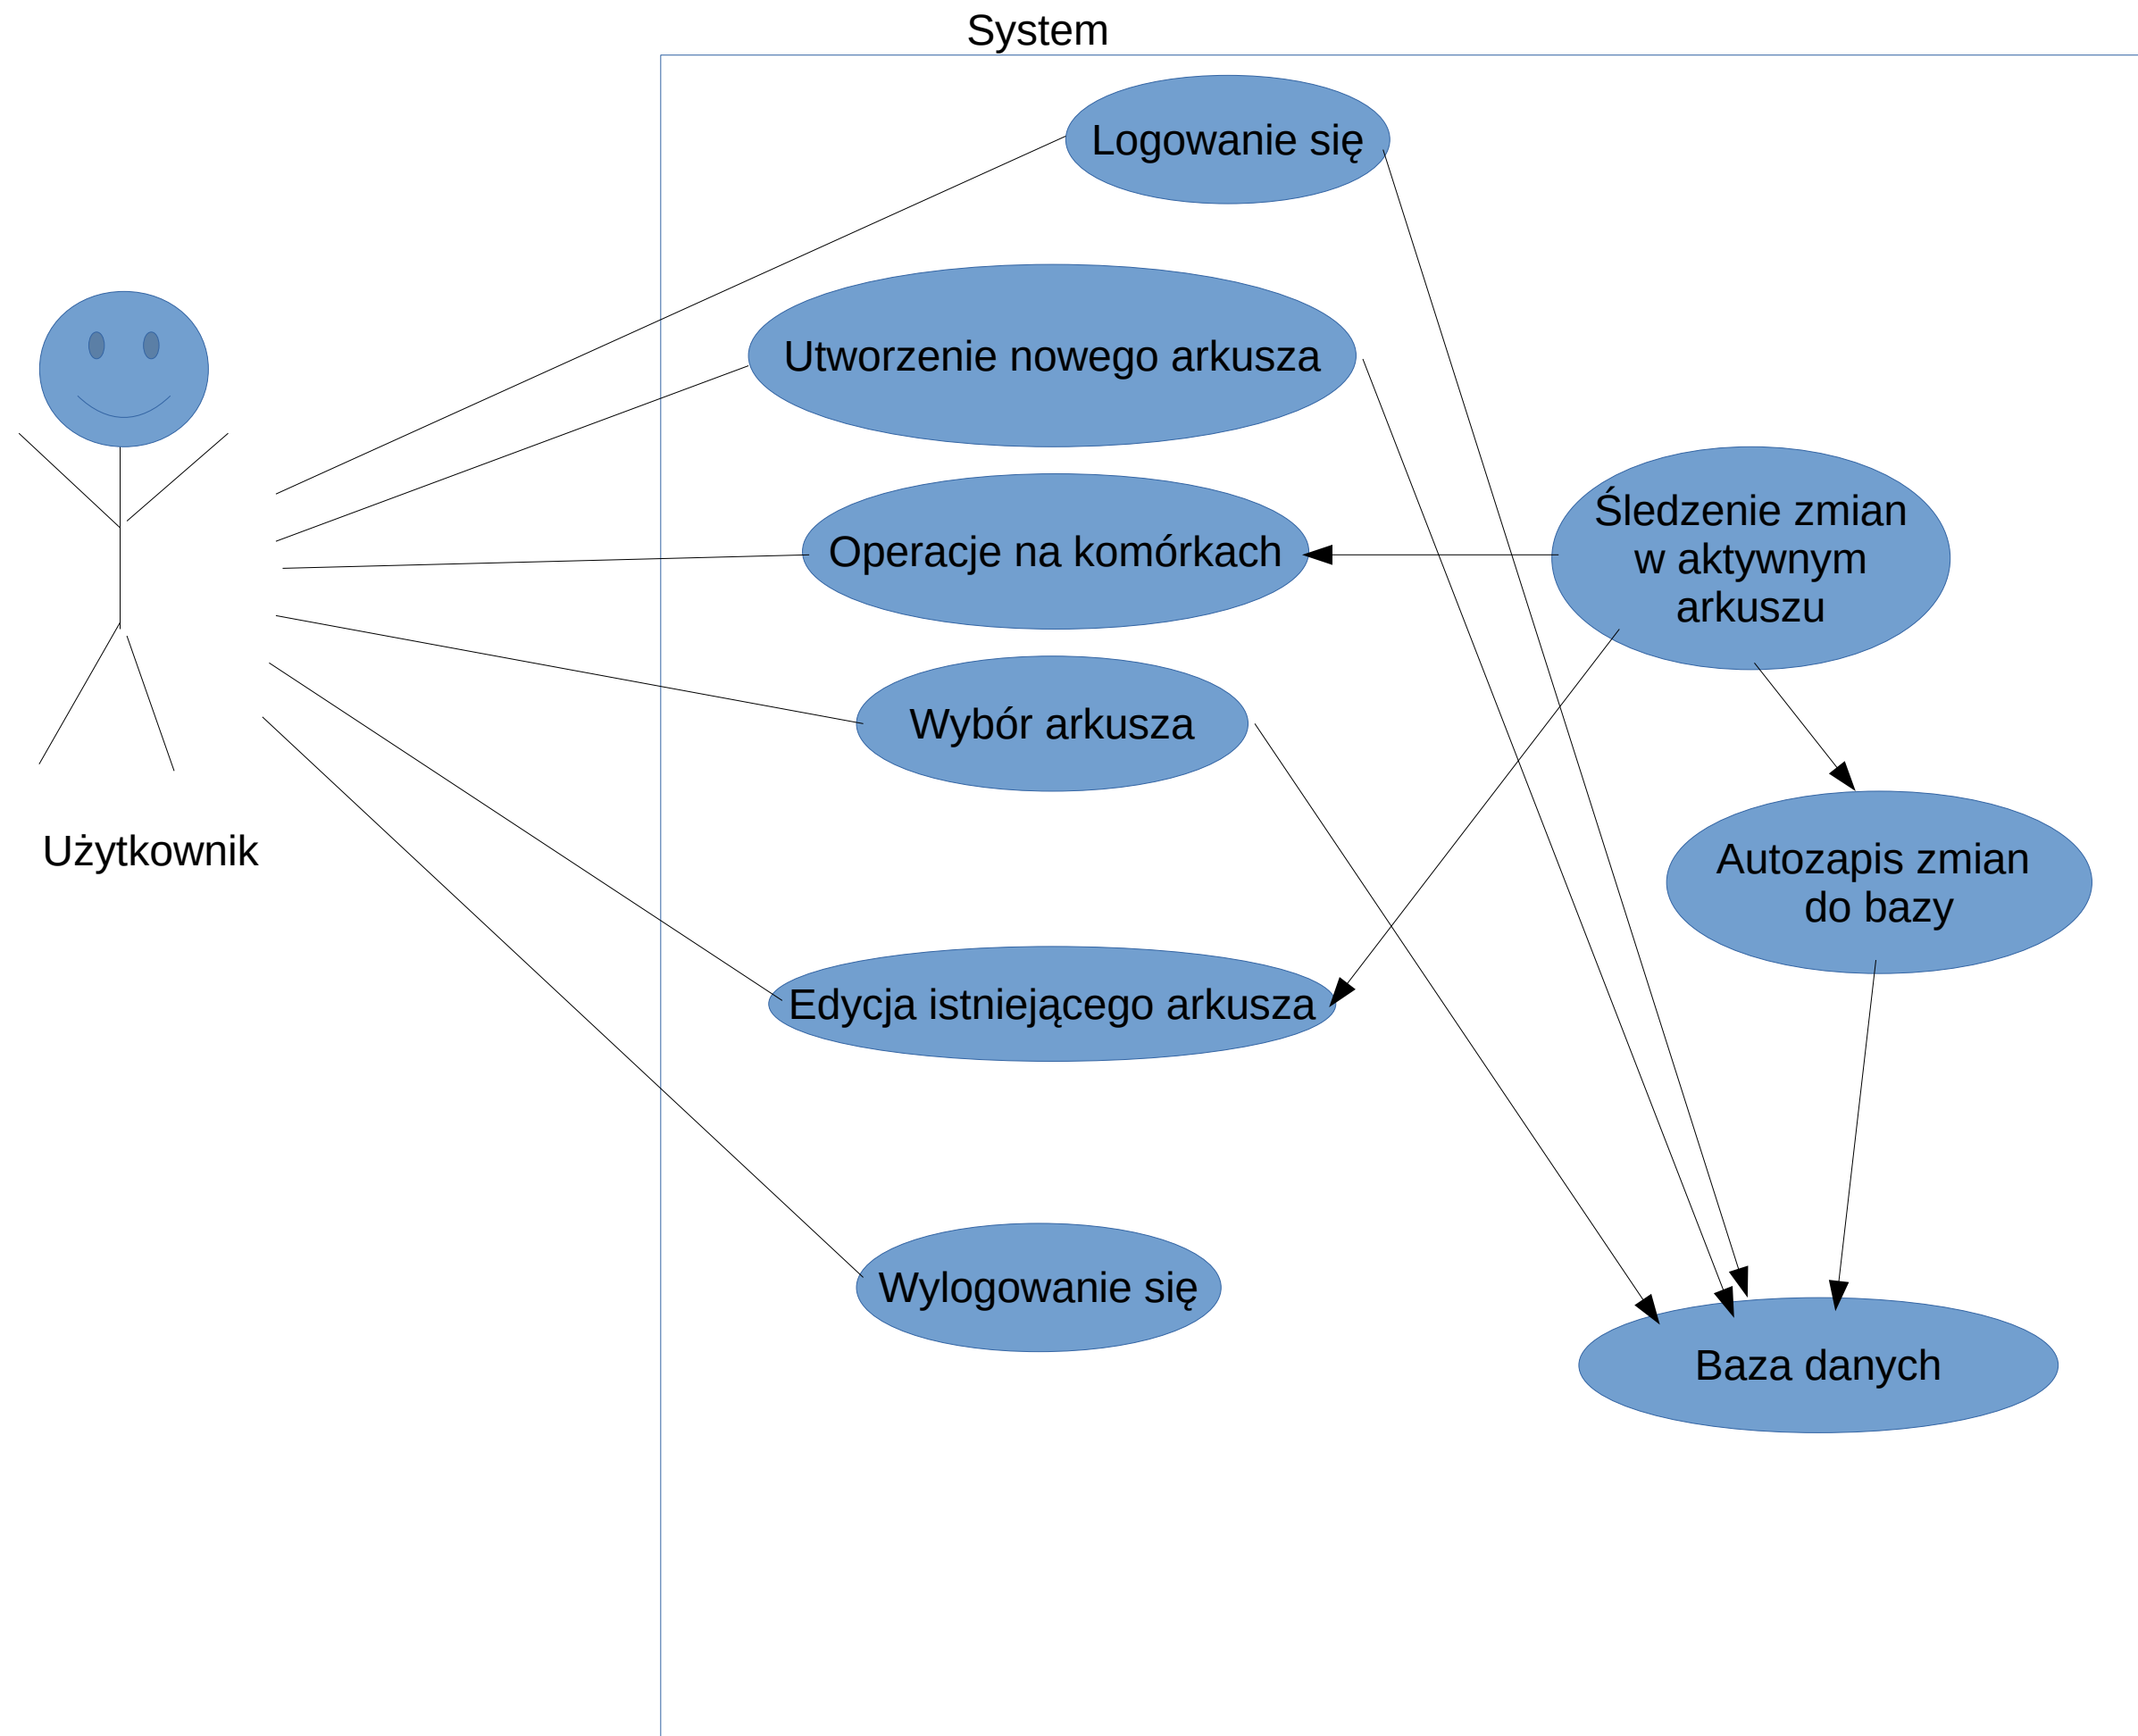 System
Logowanie się
Utworzenie nowego arkusza
Operacje na komórkach
Śledzenie zmian
w aktywnym
arkuszu
Wybór arkusza
Użytkownik
Autozapis zmian
do bazy
Edycja istniejącego arkusza
Wylogowanie się
Baza danych